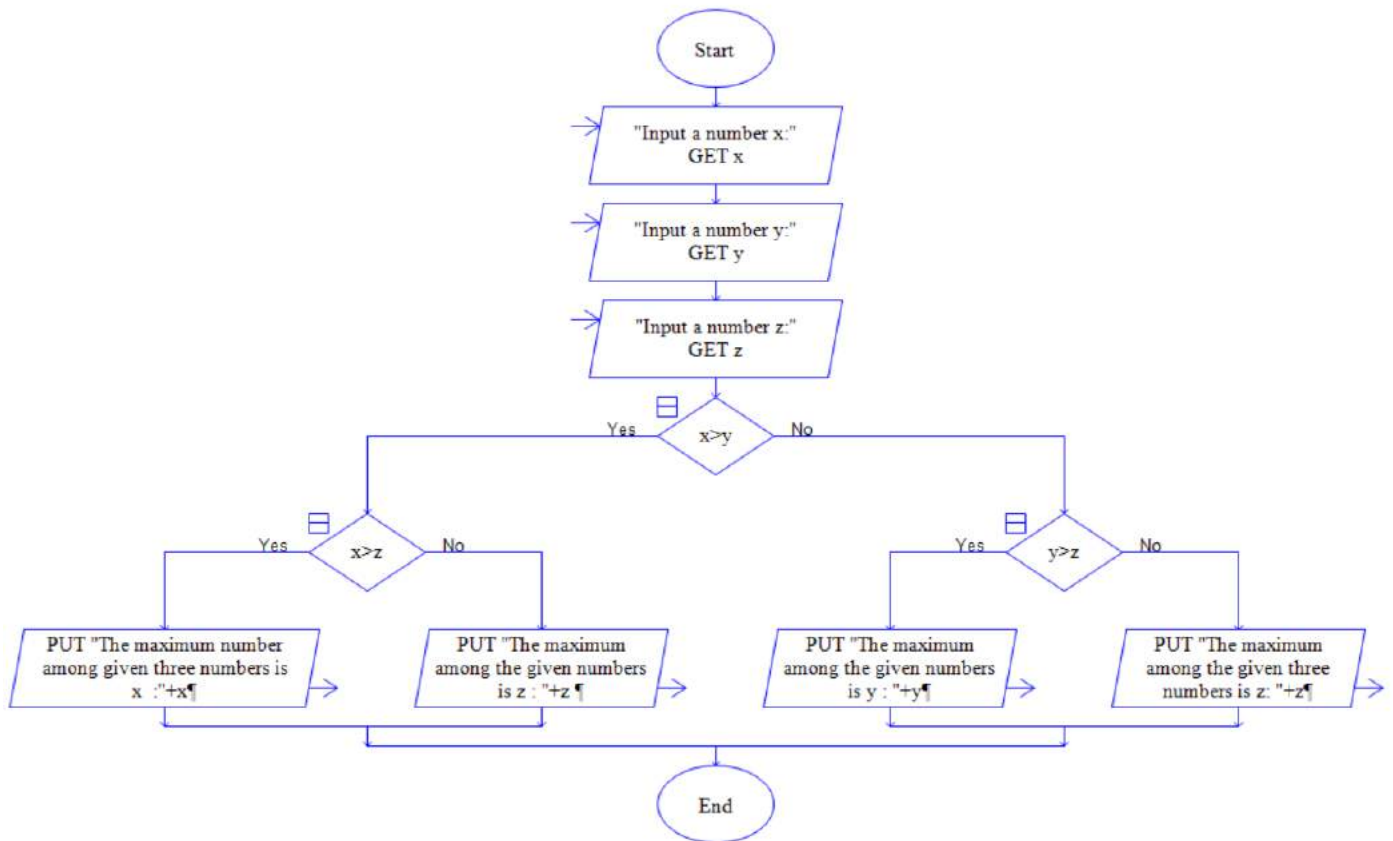 Start
"Input a number x:"
GET x
"Input a number y:"
GET y
"Input a number z:"
GET z
x>y
Yes
No
x>z
Yes
No
y>z
Yes
No
PUT "The maximum number
among given three numbers is
x :"+x¶
PUT "The maximum
among the given numbers
is z : "+z ¶
PUT "The maximum
among the given numbers
is y : "+y¶
PUT "The maximum
among the given three
numbers is z: "+z¶
End